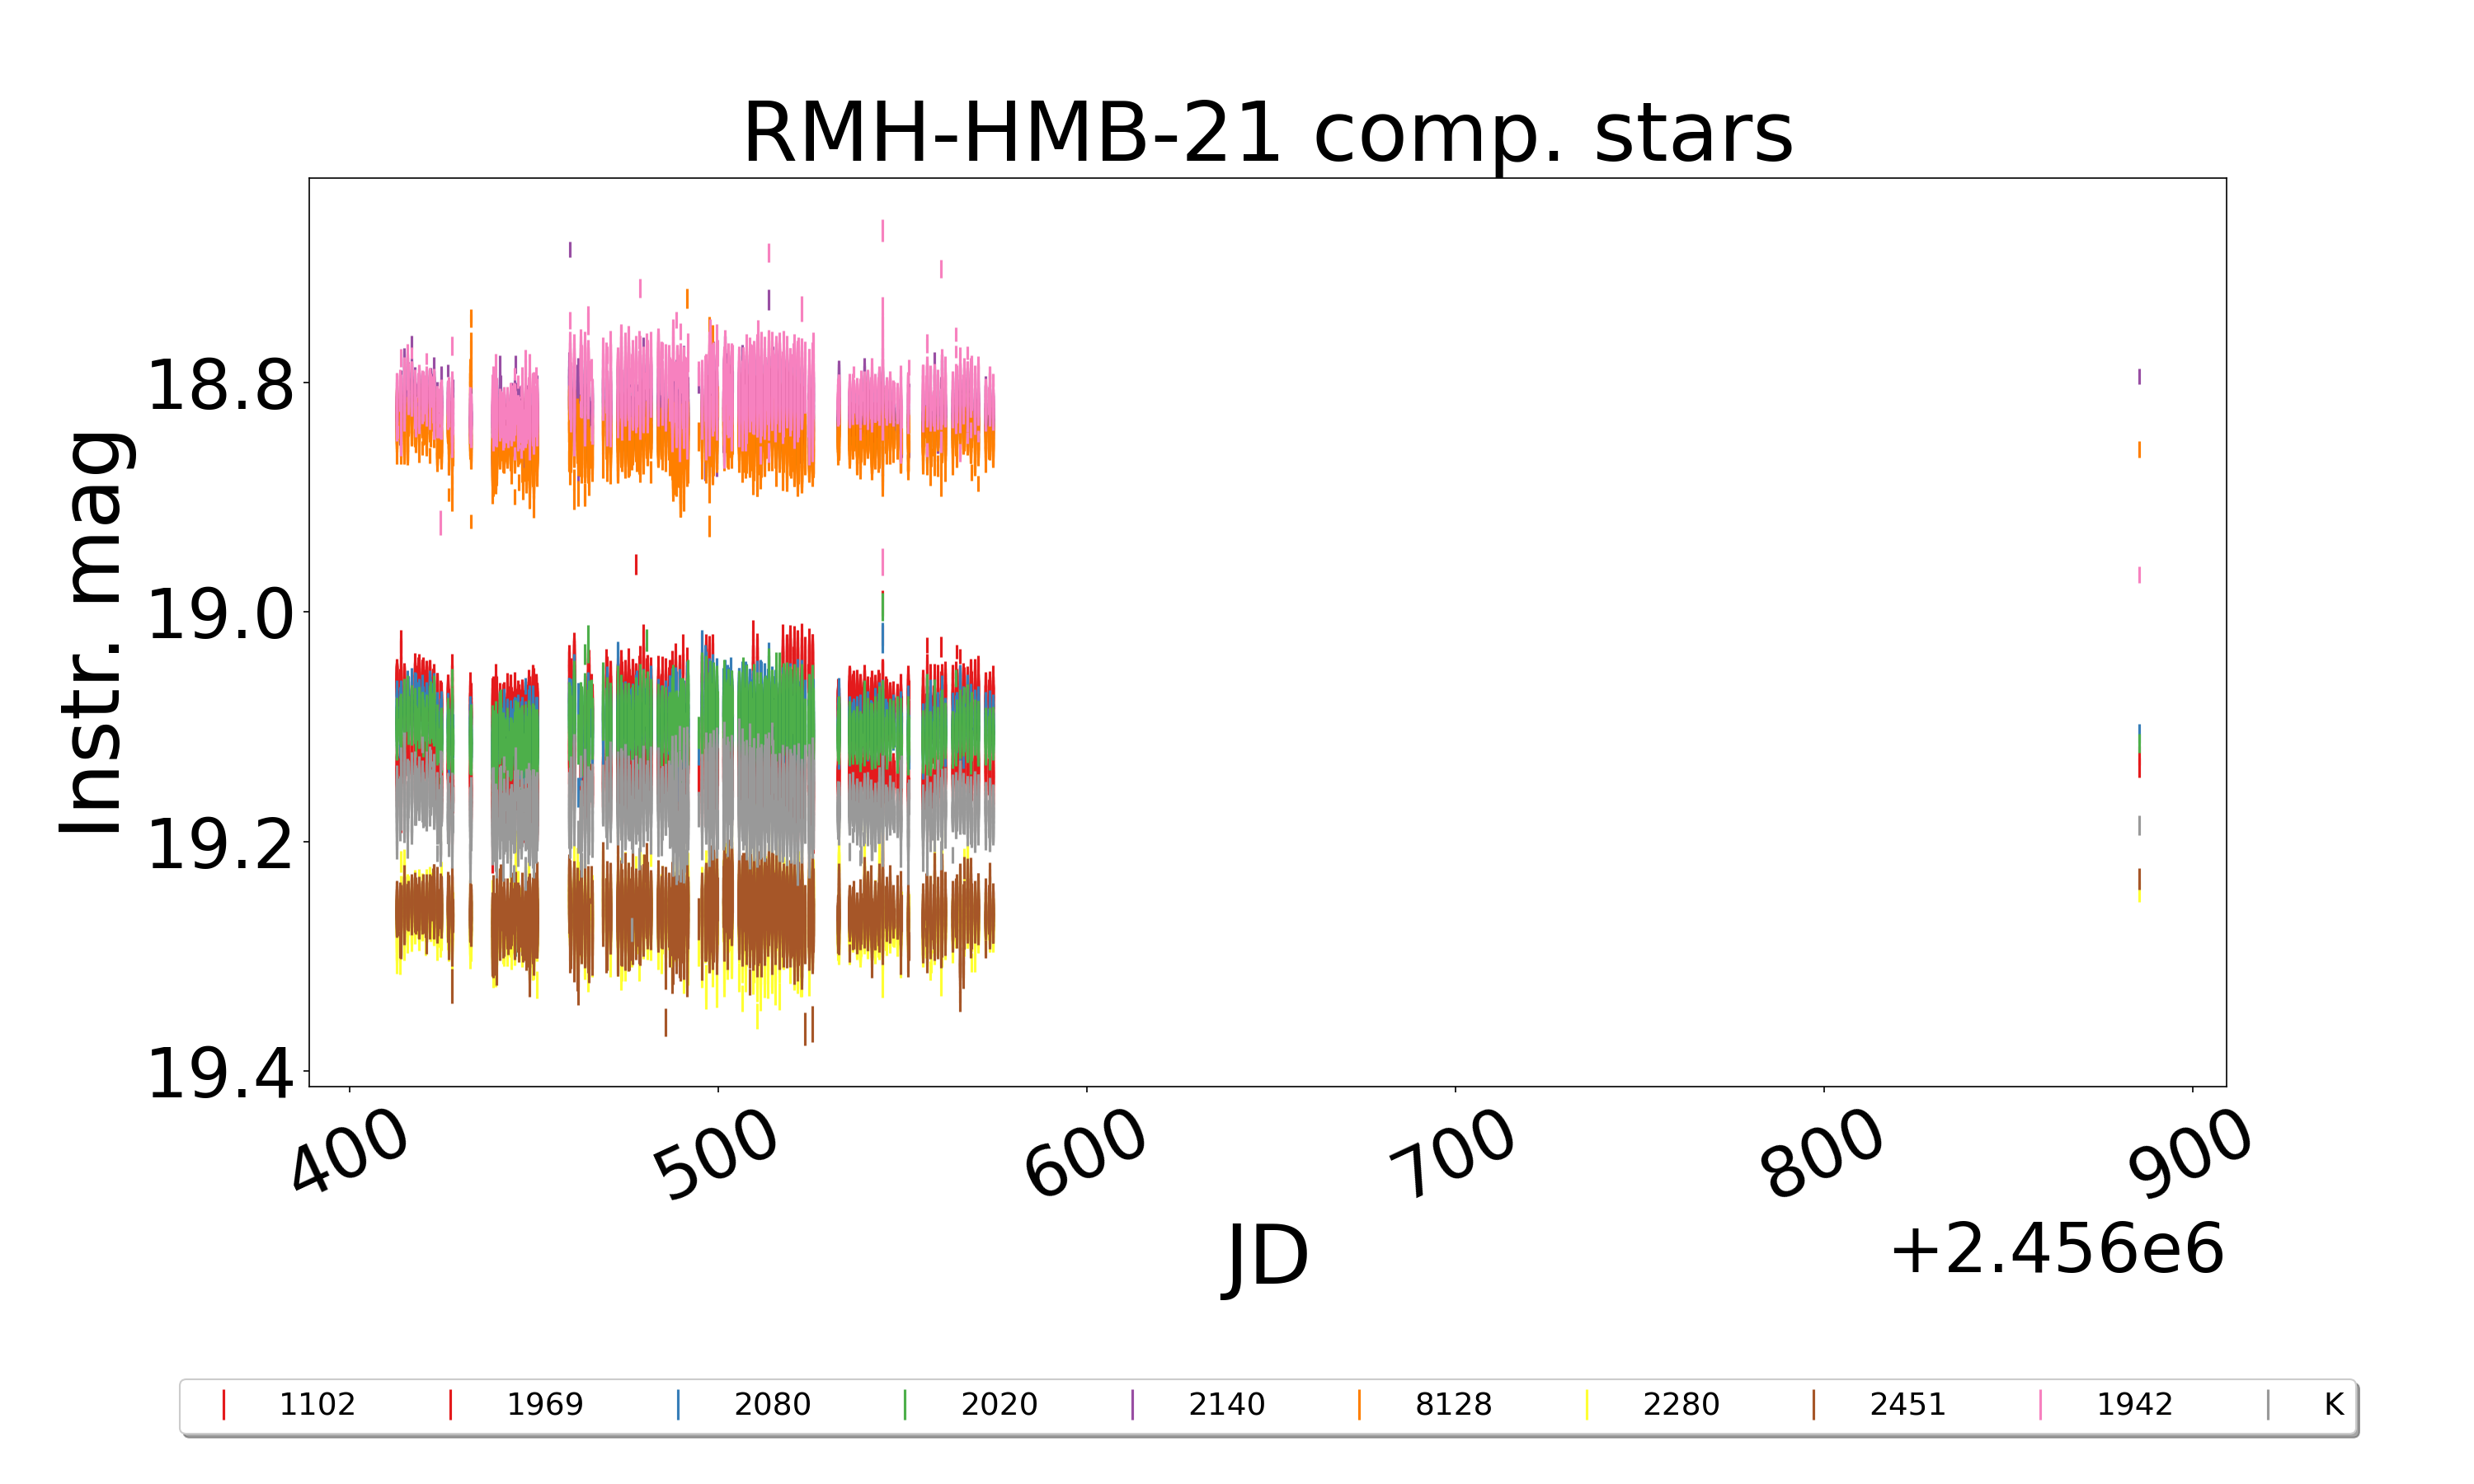 RMH-HMB-21 comp. stars
Instr. mag
18.8
19.0
19.2
19.4
400 500 600 700 800 900
JD
+2.456e6
1102 1969 2080 2020 2140 8128 2280 2451 1942 K